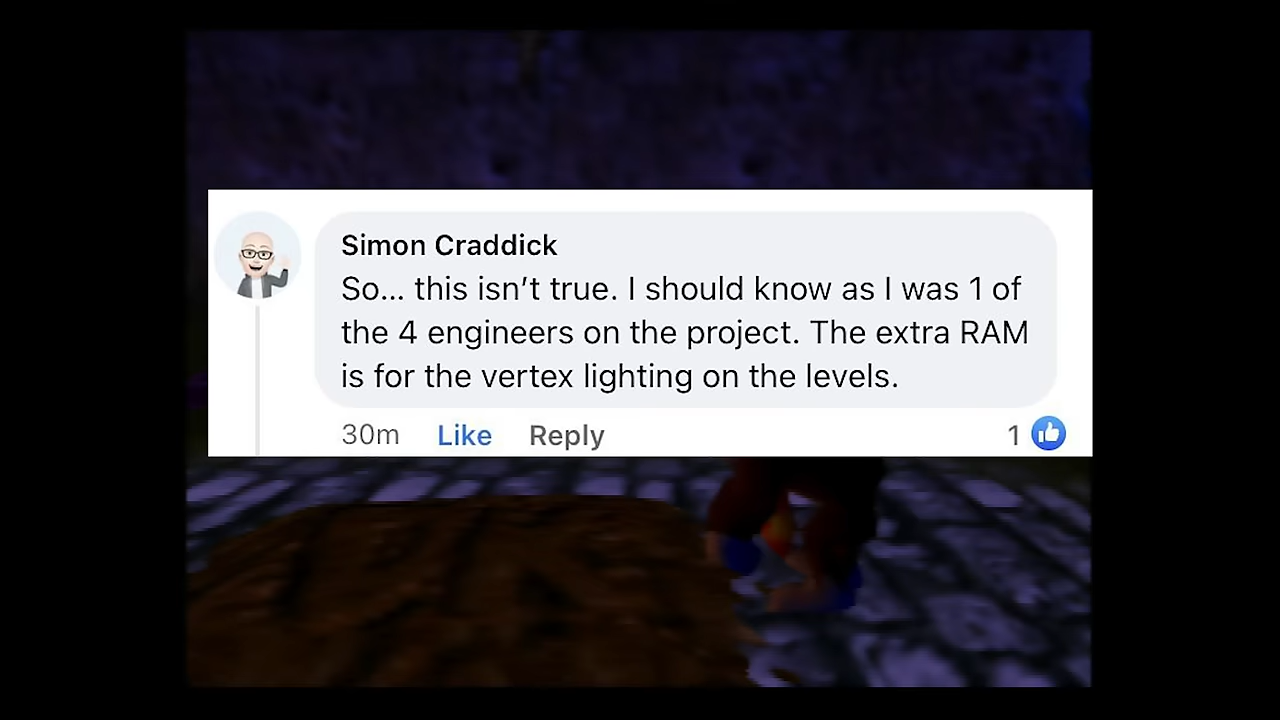 Simon Craddick
So... this isn’t true. I should know as I was 1 of
the 4 engineers on the project. The extra RAM
is for the vertex lighting on the levels.
30m Like Reply 1